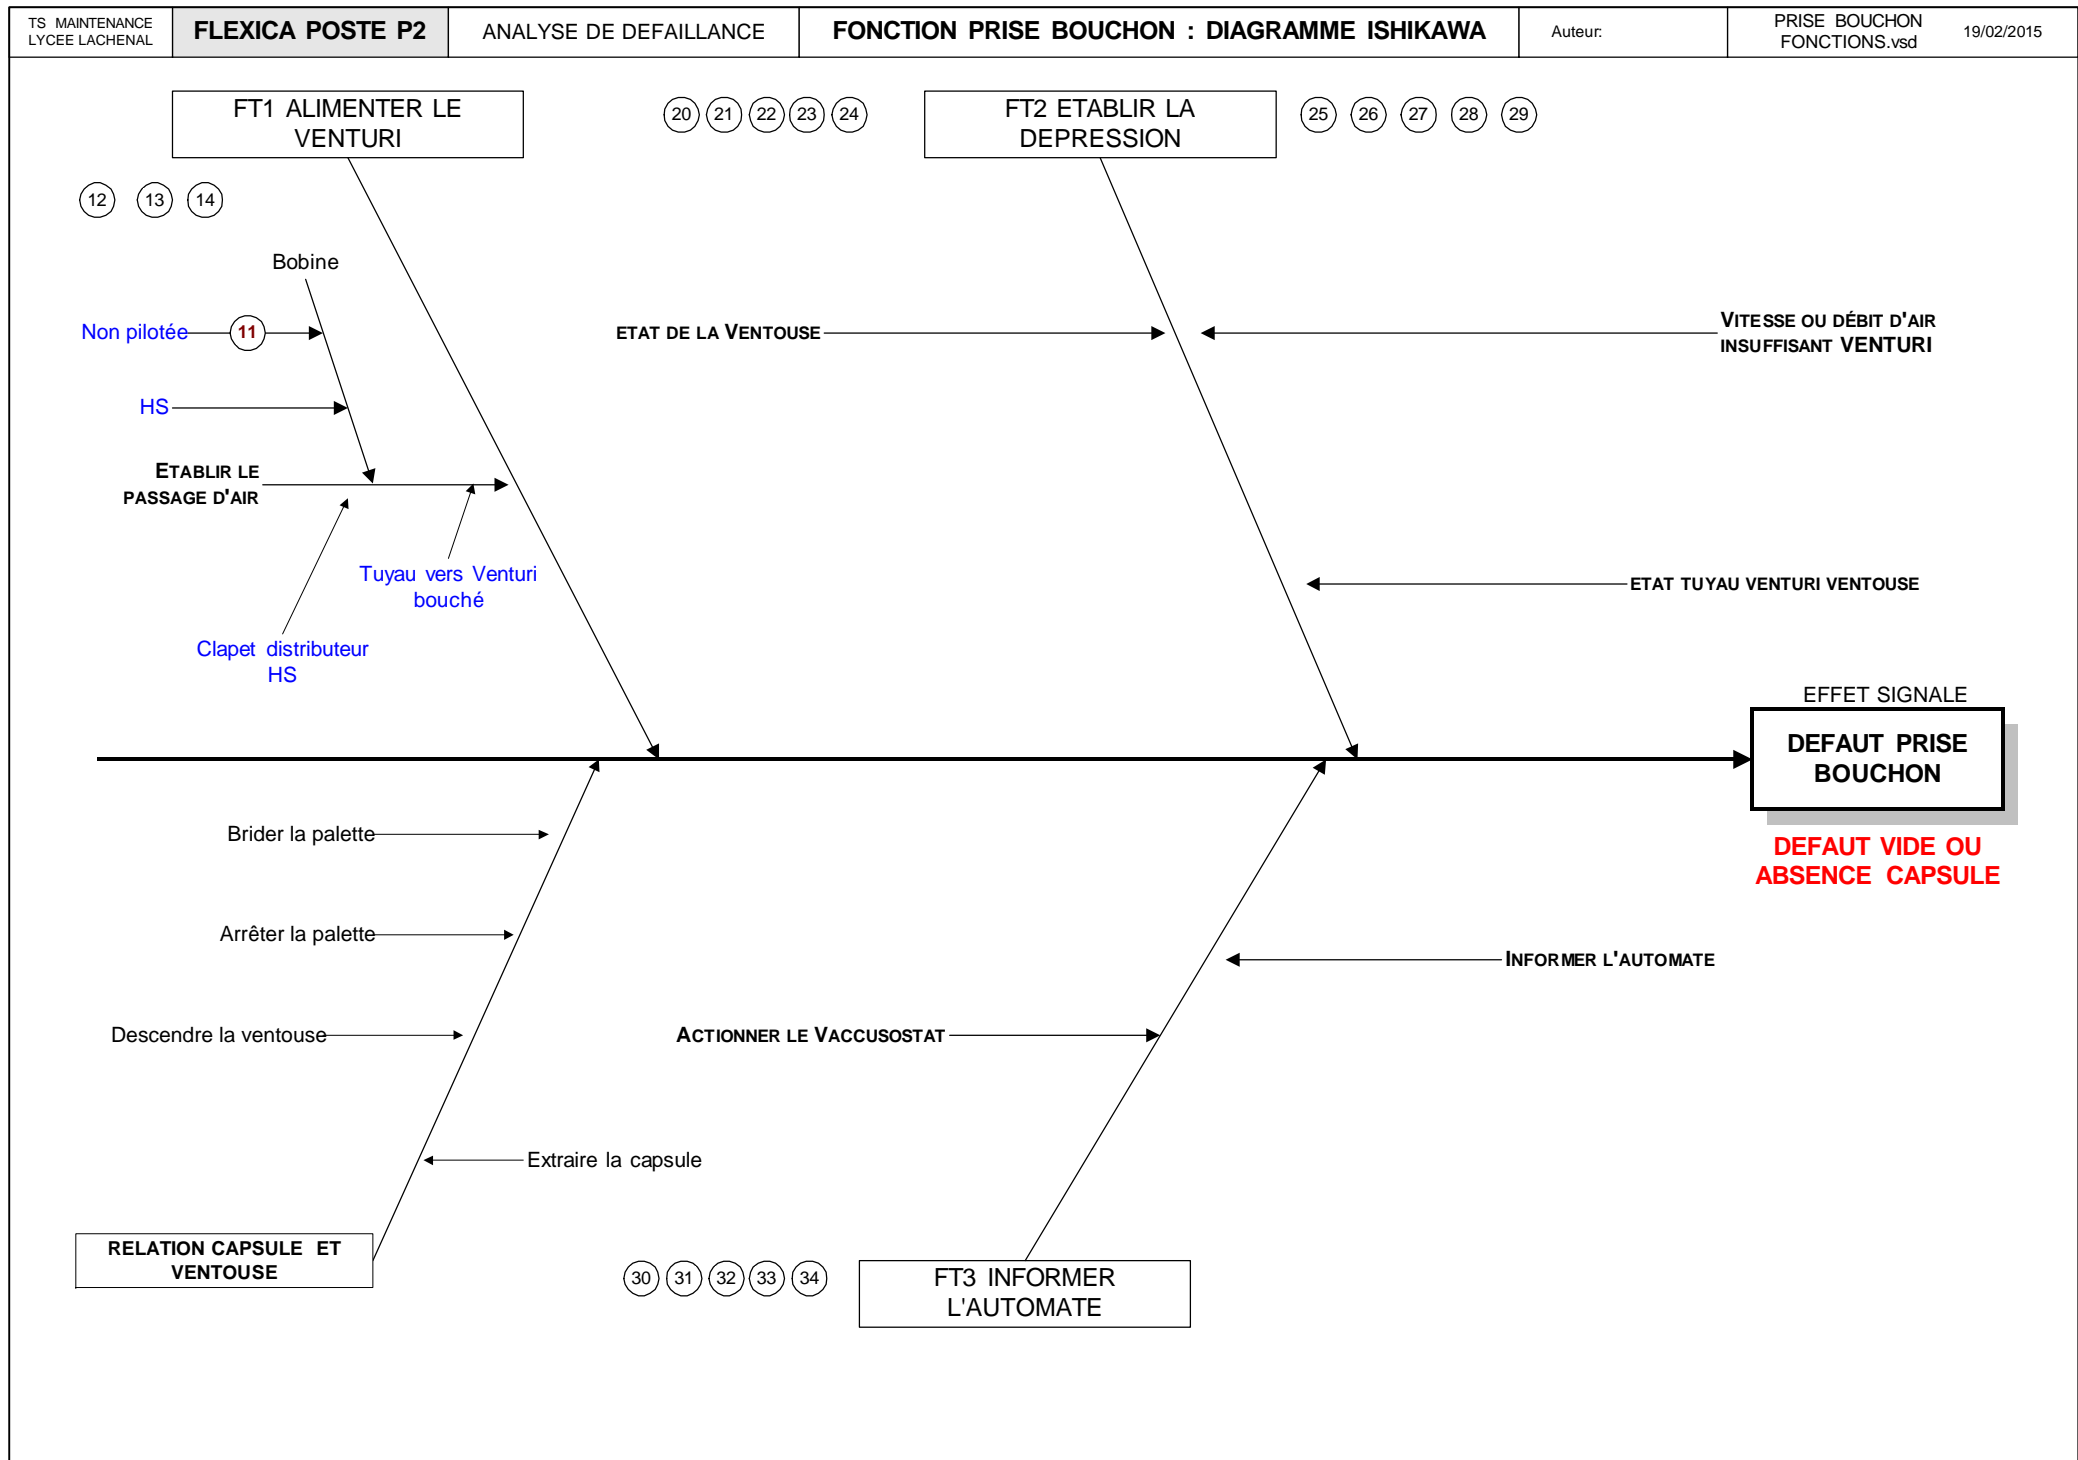 TS MAINTENANCE
LYCEE LACHENAL
FLEXICA POSTE P2
ANALYSE DE DEFAILLANCE
FONCTION PRISE BOUCHON : DIAGRAMME ISHIKAWA
Auteur:
PRISE BOUCHON
FONCTIONS.vsd
19/02/2015
FT1 ALIMENTER LE
VENTURI
20 21 22 23 24
FT2 ETABLIR LA
DEPRESSION
25 26 27 28 29
12 13 14
Bobine
Non pilotée
11
HS
ETABLIR LE
PASSAGE D'AIR
Tuyau vers Venturi
bouché
Clapet distributeur
HS
ETAT DE LA VENTOUSE
VITESSE OU DÉBIT D'AIR
INSUFFISANT VENTURI
ETAT TUYAU VENTURI VENTOUSE
EFFET SIGNALE
DEFAUT PRISE
BOUCHON
DEFAUT VIDE OU
ABSENCE CAPSULE
Brider la palette
Arrêter la palette
Descendre la ventouse
Extraire la capsule
RELATION CAPSULE ET
VENTOUSE
INFORMER L'AUTOMATE
ACTIONNER LE VACCUSOSTAT
30 31 32 33 34
FT3 INFORMER
L'AUTOMATE